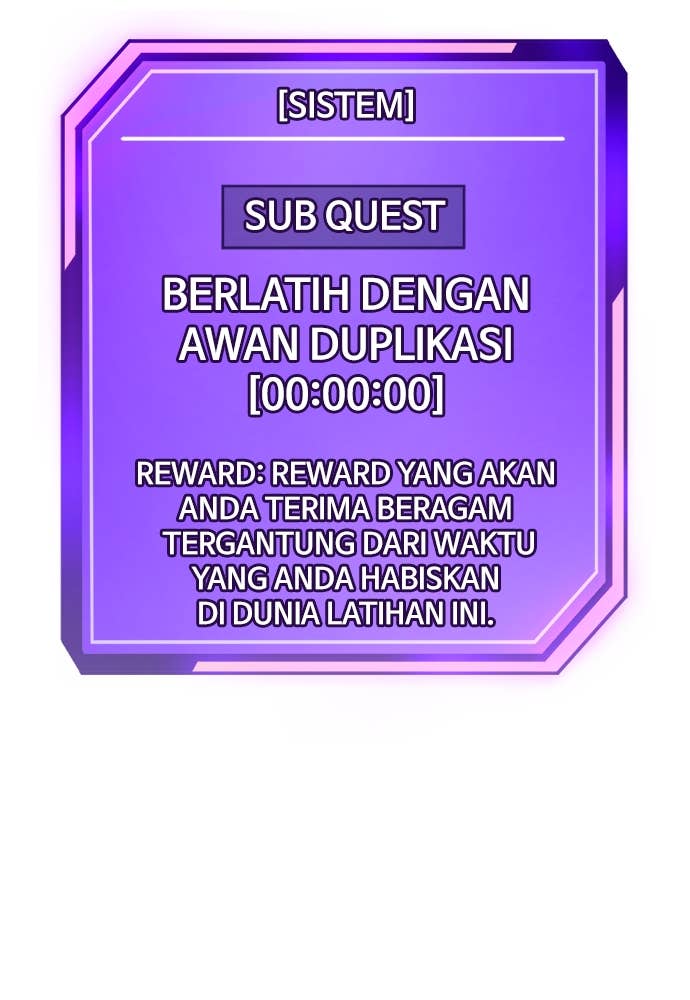 [SISTEM]
SUB QUEST
BERLATIH DENGAN
AWAN DUPLIKASI
[00:00:00]
REWARD: REWARD YANG AKAN
ANDA TERIMA BERAGAM
TERGANTUNG DARI WAKTU
YANG ANDA HABISKAN
DI DUNIA LATIHAN INI.